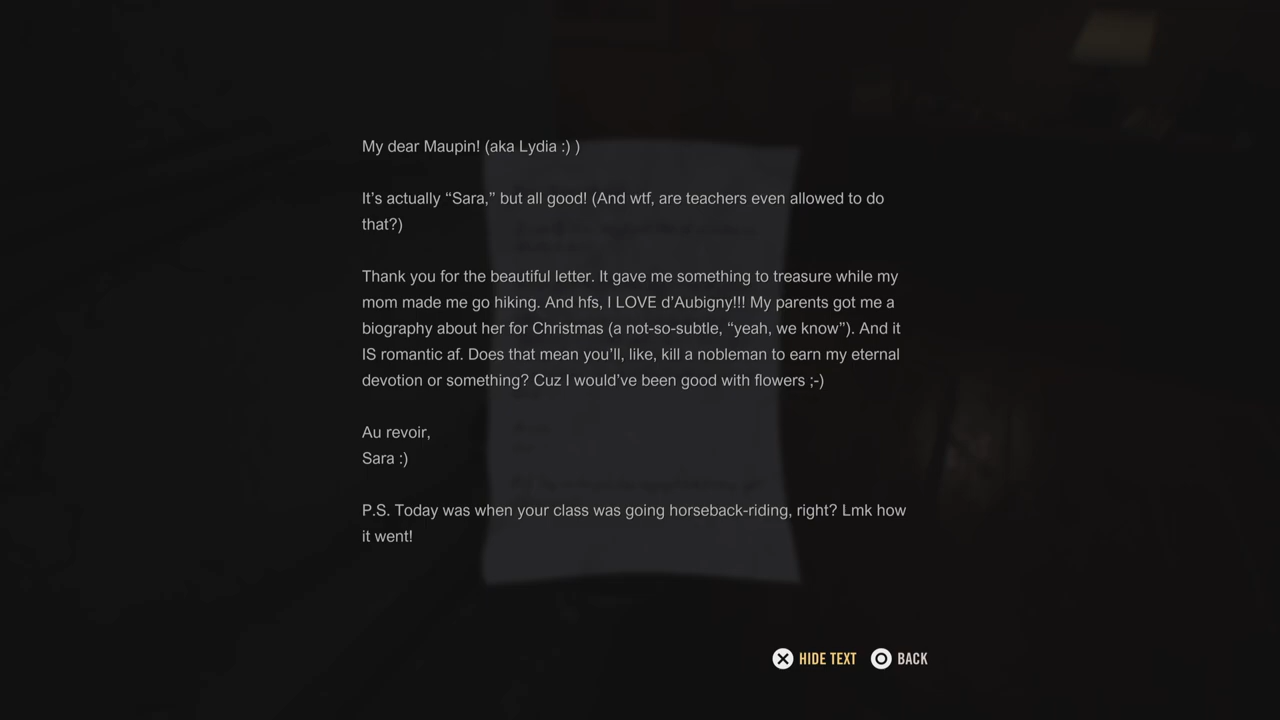 My dear Maupin! (aka Lydia :) )
It's actually “Sara,” but all good! (And wtf, are teachers even allowed to do
that?)
Thank you for the beautiful letter. It gave me something to treasure while my
mom made me go hiking. And hfs, I LOVE d'Aubigny!!! My parents got me a
biography about her for Christmas (a not-so-subtle, “yeah, we know”). And it
IS romantic af. Does that mean you'll, like, kill a nobleman to earn my eternal
devotion or something? Cuz I would've been good with flowers ;-)
Au revoir,
Sara :)
P.S. Today was when your class was going horseback-riding, right? Lmk how
it went!
HIDE TEXT BACK